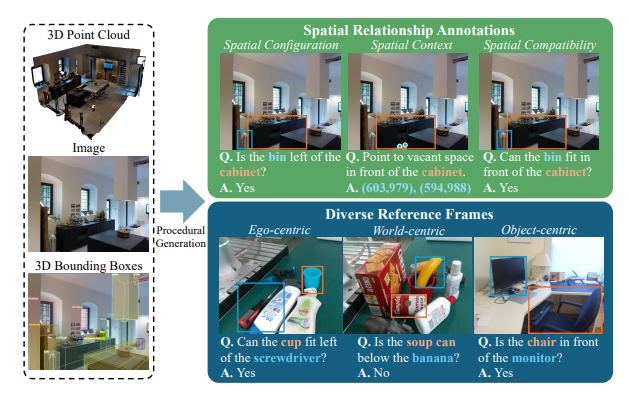 3D Point Cloud
Image
3D Bounding Boxes
Procedural
Generation
Spatial Relationship Annotations
Spatial Configuration
Spatial Context
Spatial Compatibility
Q. Is the bin left of the
cabinet?
A. Yes
Q. Point to vacant space
in front of the cabinet.
A. (603,979), (594,988)
Q. Can the bin fit in
front of the cabinet?
A. Yes
Diverse Reference Frames
Ego-centric
World-centric
Object-centric
Q. Can the cup fit left
of the screwdriver?
A. Yes
Q. Is the soup can
below the banana?
A. No
Q. Is the chair in front
of the monitor?
A. Yes